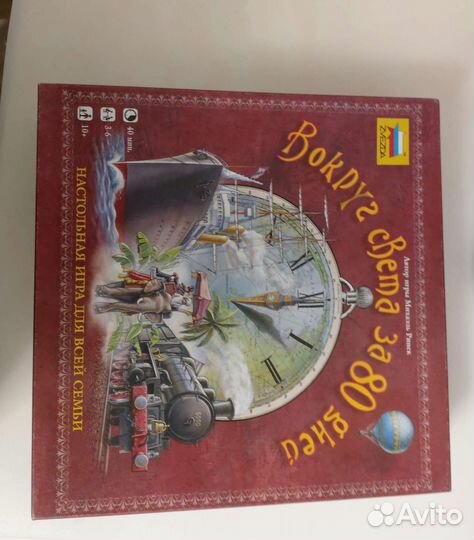 ZVEZDA
Вокруг света за 80 дней
Автор игры Михаэль Ринек
40 мин.
3-6
10+
НАСТОЛЬНАЯ ИГРА ДЛЯ ВСЕЙ СЕМЬИ
Avito